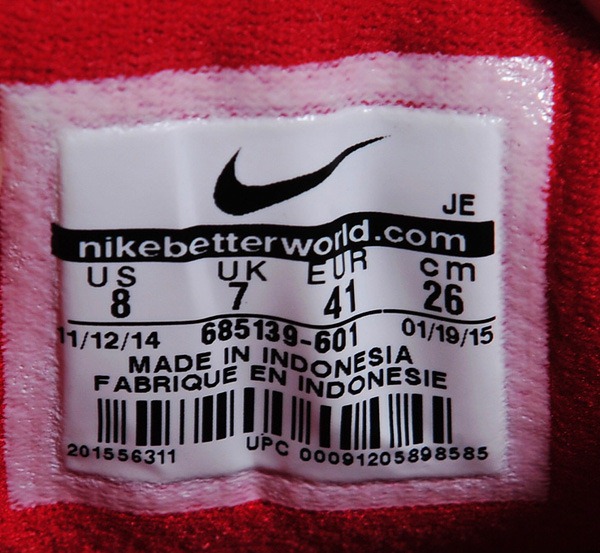 JE
nikebetterworld.com
US UK EUR cm
8 7 41 26
11/12/14 685139-601 01/19/15
MADE IN INDONESIA
FABRIQUE EN INDONESIE
201556311 UPC 00091205898585